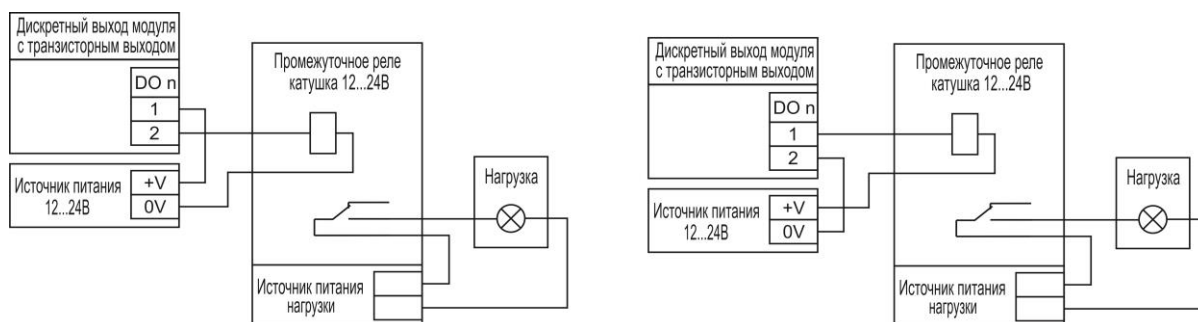 Дискретный выход модуля
с транзисторным выходом
DO n
1
2
Источник питания
12...24В
+V
0V
Промежуточное реле
катушка 12...24В
Нагрузка
Источник питания
нагрузки
Дискретный выход модуля
с транзисторным выходом
DO n
1
2
Источник питания
12...24В
+V
0V
Промежуточное реле
катушка 12...24В
Нагрузка
Источник питания
нагрузки